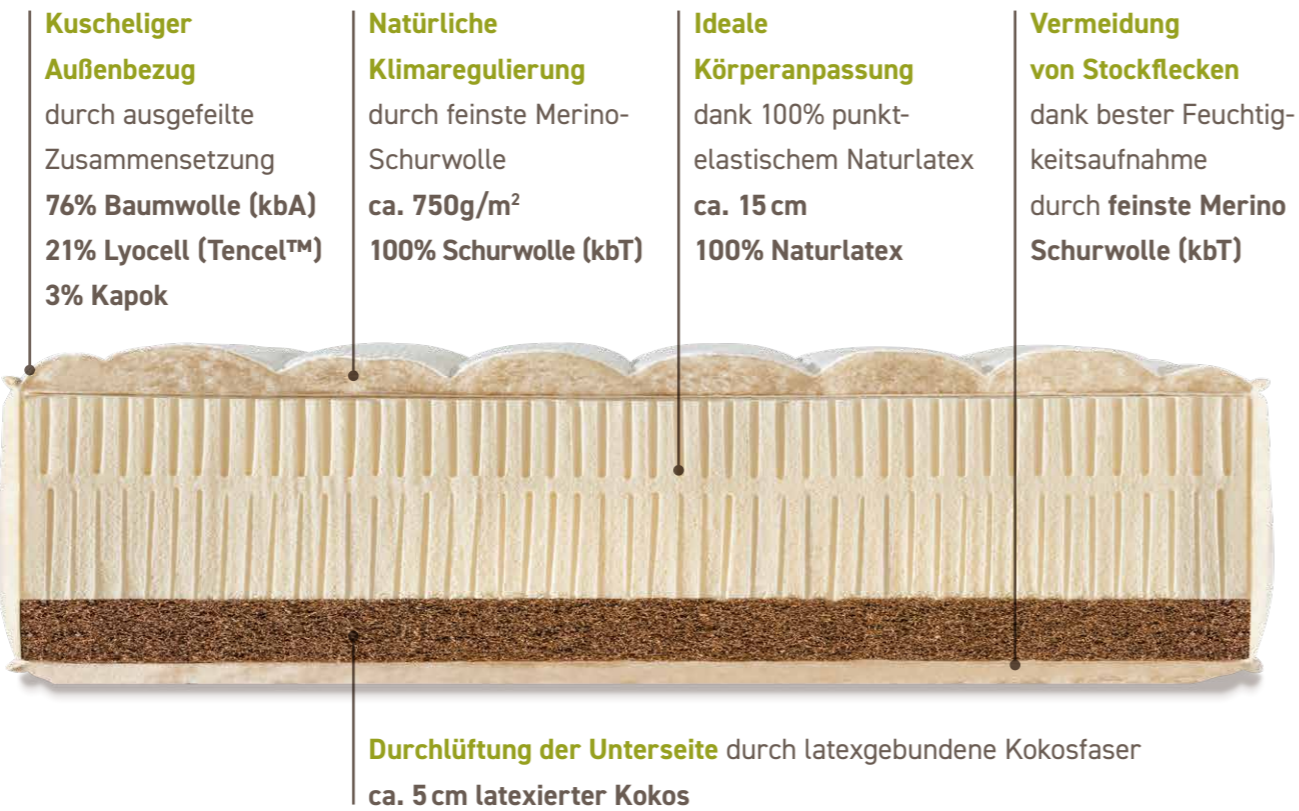 Kuscheliger
Außenbezug
durch ausgefeilte
Zusammensetzung
76% Baumwolle (kbA)
21% Lyocell (Tencel™)
3% Kapok
Natürliche
Klimaregulierung
durch feinste Merino-
Schurwolle
ca. 750g/m²
100% Schurwolle (kbT)
Ideale
Körperanpassung
dank 100% punkt-
elastischem Naturlatex
ca. 15 cm
100% Naturlatex
Vermeidung
von Stockflecken
dank bester Feuchtig-
keitsaufnahme
durch feinste Merino
Schurwolle (kbT)
Durchlüftung der Unterseite durch latexgebundene Kokosfaser
ca. 5 cm latexierter Kokos